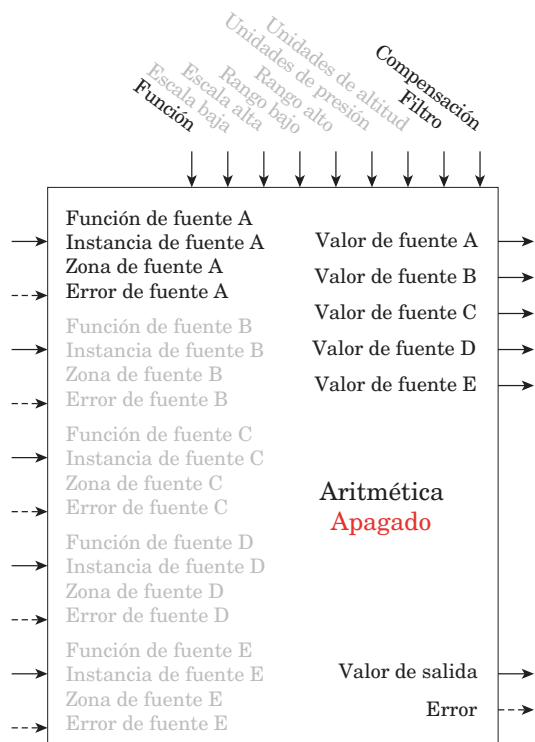 Función
Escala baja
Escala alta
Rango bajo
Rango alto
Unidades de presión
Unidades de altitud
Filtro
Compensación
Función de fuente A
Instancia de fuente A
Zona de fuente A
Error de fuente A
Función de fuente B
Instancia de fuente B
Zona de fuente B
Error de fuente B
Función de fuente C
Instancia de fuente C
Zona de fuente C
Error de fuente C
Función de fuente D
Instancia de fuente D
Zona de fuente D
Error de fuente D
Función de fuente E
Instancia de fuente E
Zona de fuente E
Error de fuente E
Valor de fuente A
Valor de fuente B
Valor de fuente C
Valor de fuente D
Valor de fuente E
Aritmética
Apagado
Valor de salida
Error